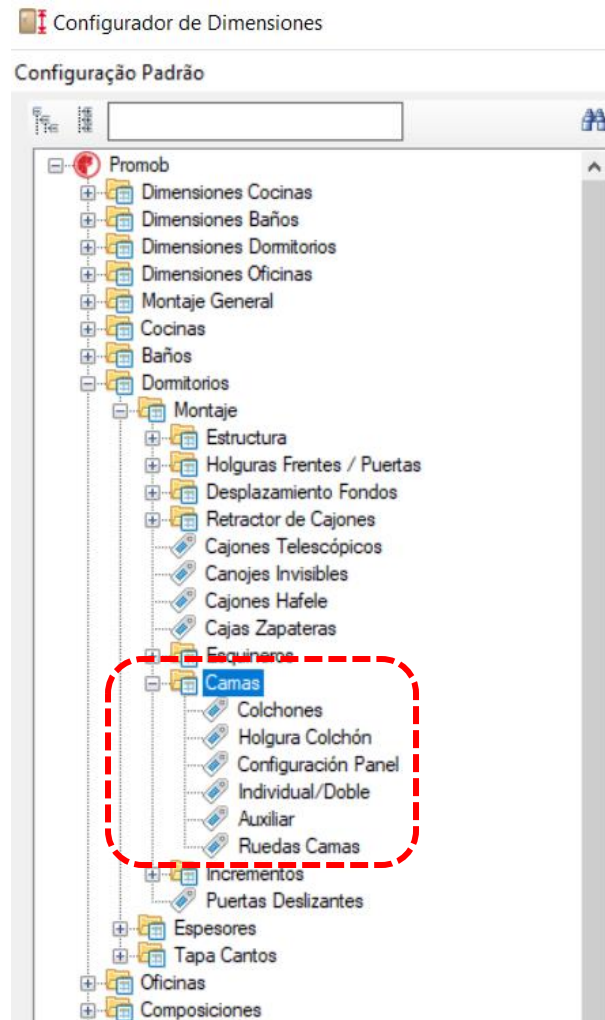 Configurador de Dimensiones
Configuração Padrão
Promob
Dimensiones Cocinas
Dimensiones Baños
Dimensiones Dormitorios
Dimensiones Oficinas
Montaje General
Cocinas
Baños
Dormitorios
Montaje
Estructura
Holguras Frentes / Puertas
Desplazamiento Fondos
Retractor de Cajones
Cajones Telescópicos
Canojes Invisibles
Cajones Hafele
Cajas Zapateras
Esquineros
Camas
Colchones
Holgura Colchón
Configuración Panel
Individual/Doble
Auxiliar
Ruedas Camas
Incrementos
Puertas Deslizantes
Espesores
Tapa Cantos
Oficinas
Composiciones